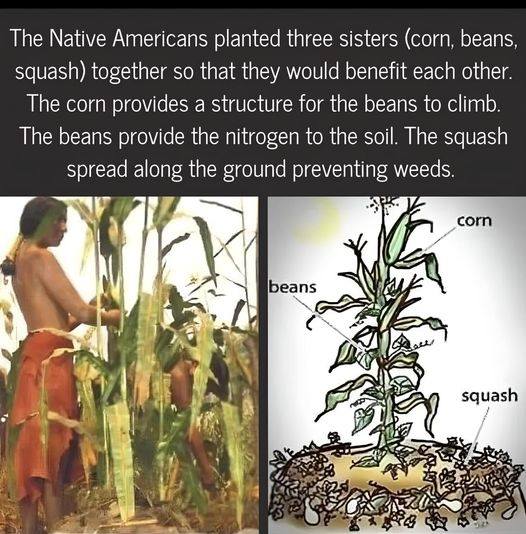 The Native Americans planted three sisters (corn, beans,
squash) together so that they would benefit each other.
The corn provides a structure for the beans to climb.
The beans provide the nitrogen to the soil. The squash
spread along the ground preventing weeds.
corn
beans
squash